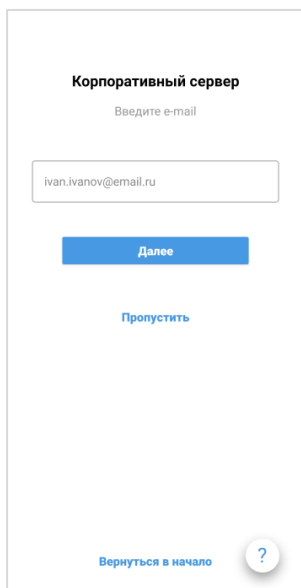 Корпоративный сервер
Введите e-mail
ivan.ivanov@email.ru
Далее
Пропустить
Вернуться в начало
?